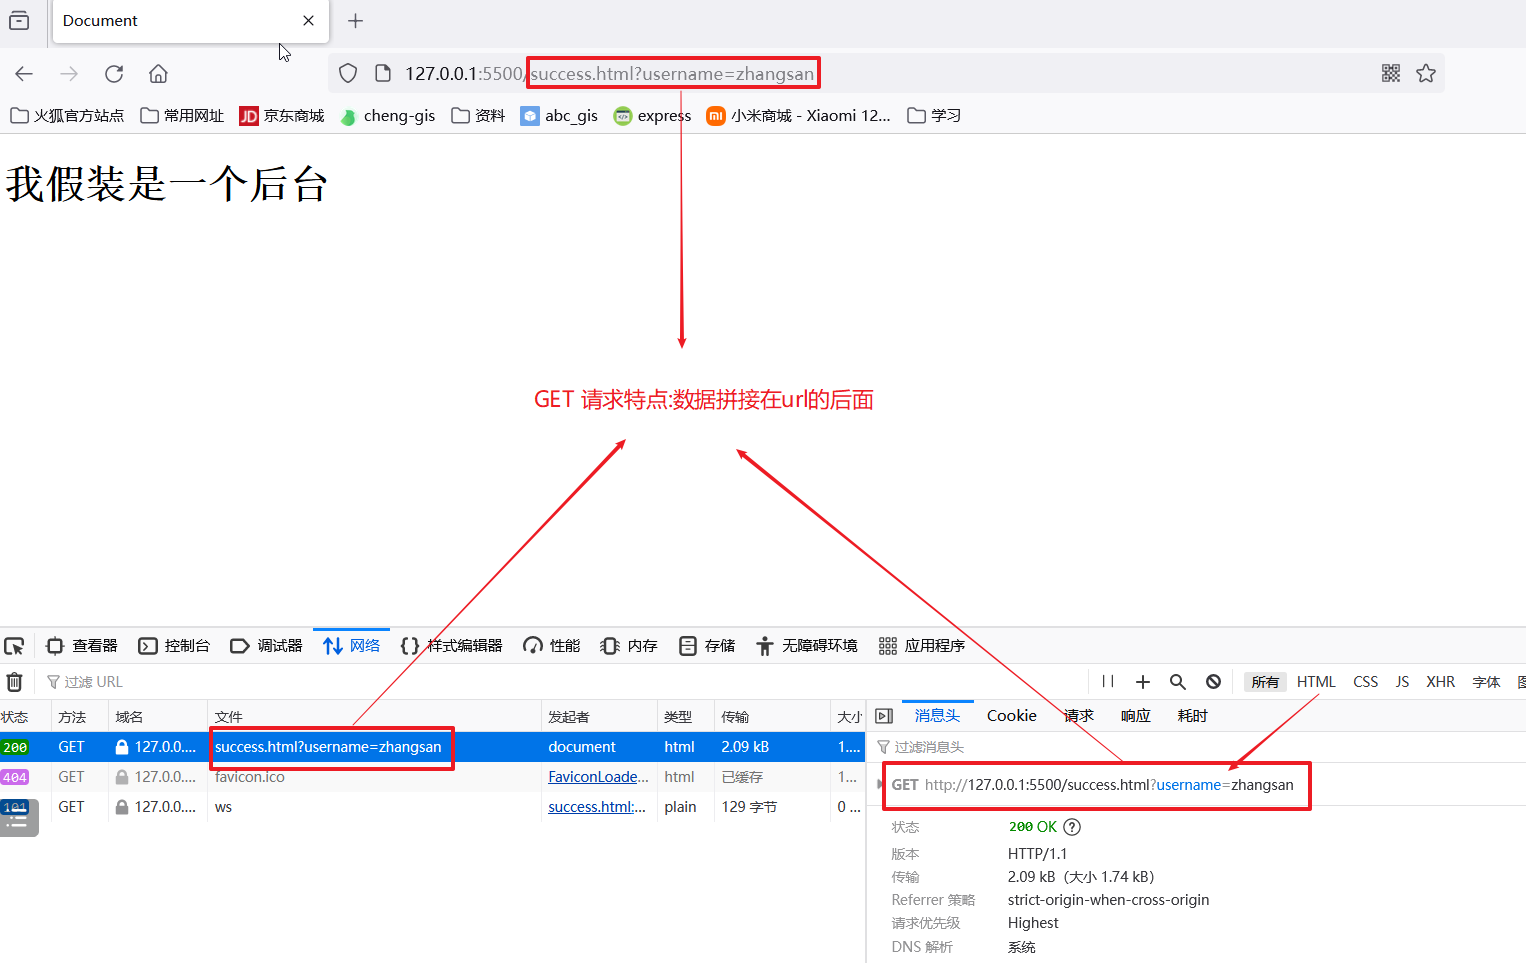 Document
127.0.0.1:5500/success.html?username=zhangsan
火狐官方站点 常用网址 JD 京东商城 cheng-gis 资料 abc_gis express mi 小米商城 - Xiaomi 12... 学习
我假装是一个后台
GET 请求特点:数据拼接在url的后面
查看器 控制台 调试器 网络 样式编辑器 性能 内存 存储 无障碍环境 应用程序
过滤 URL 所有 HTML CSS JS XHR 字体
状态 方法 域名 文件 发起者 类型 传输 大小
200 GET 127.0.0.... success.html?username=zhangsan document html 2.09 kB 1....
404 GET 127.0.0.... favicon.ico FaviconLoade... html 已缓存 1...
101 GET 127.0.0.... ws success.html:... plain 129 字节 0 ...
消息头 Cookie 请求 响应 耗时
过滤消息头
GET http://127.0.0.1:5500/success.html?username=zhangsan
状态 200 OK ?
版本 HTTP/1.1
传输 2.09 kB（大小 1.74 kB）
Referrer 策略 strict-origin-when-cross-origin
请求优先级 Highest
DNS 解析 系统